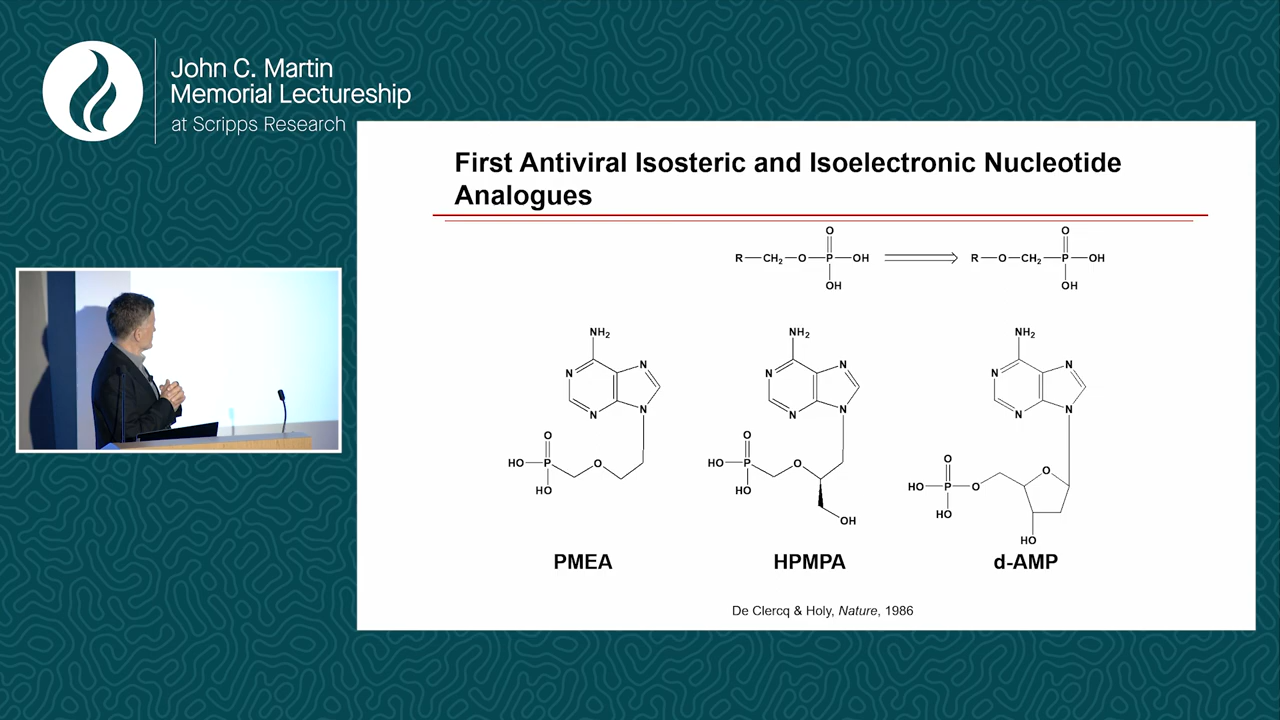 John C. Martin
Memorial Lectureship
at Scripps Research
First Antiviral Isosteric and Isoelectronic Nucleotide
Analogues
O
R—CH2—O—P—OH
OH
O
R—O—CH2—P—OH
OH
NH2
N
N
N
N
O
HO
P
O
HO
PMEA
NH2
N
N
N
N
O
HO
P
O
HO
OH
HPMPA
NH2
N
N
N
N
O
O
HO
P
O
HO
HO
d-AMP
De Clercq & Holy, Nature, 1986